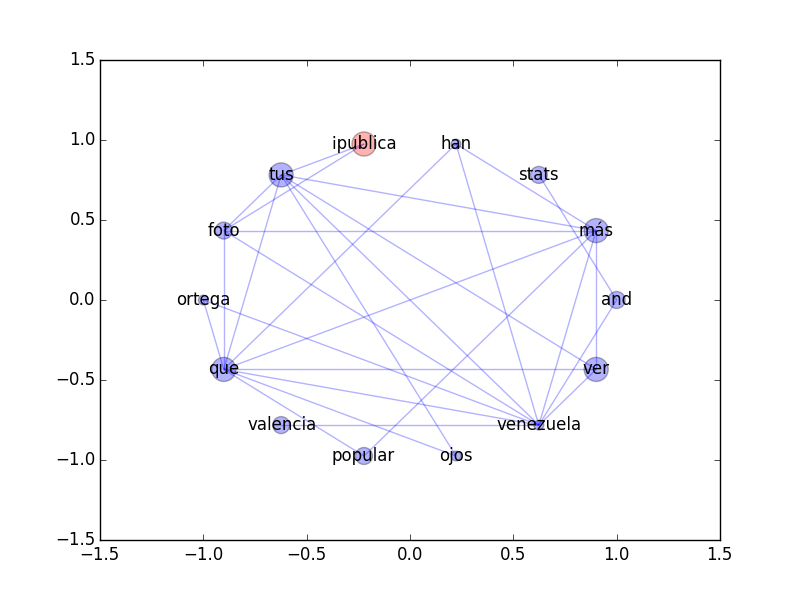 1.5
1.0
0.5
0.0
−0.5
−1.0
−1.5
ipublica
han
tus
stats
foto
más
ortega
and
que
ver
valencia
venezuela
popular
ojos
−1.5
−1.0
−0.5
0.0
0.5
1.0
1.5